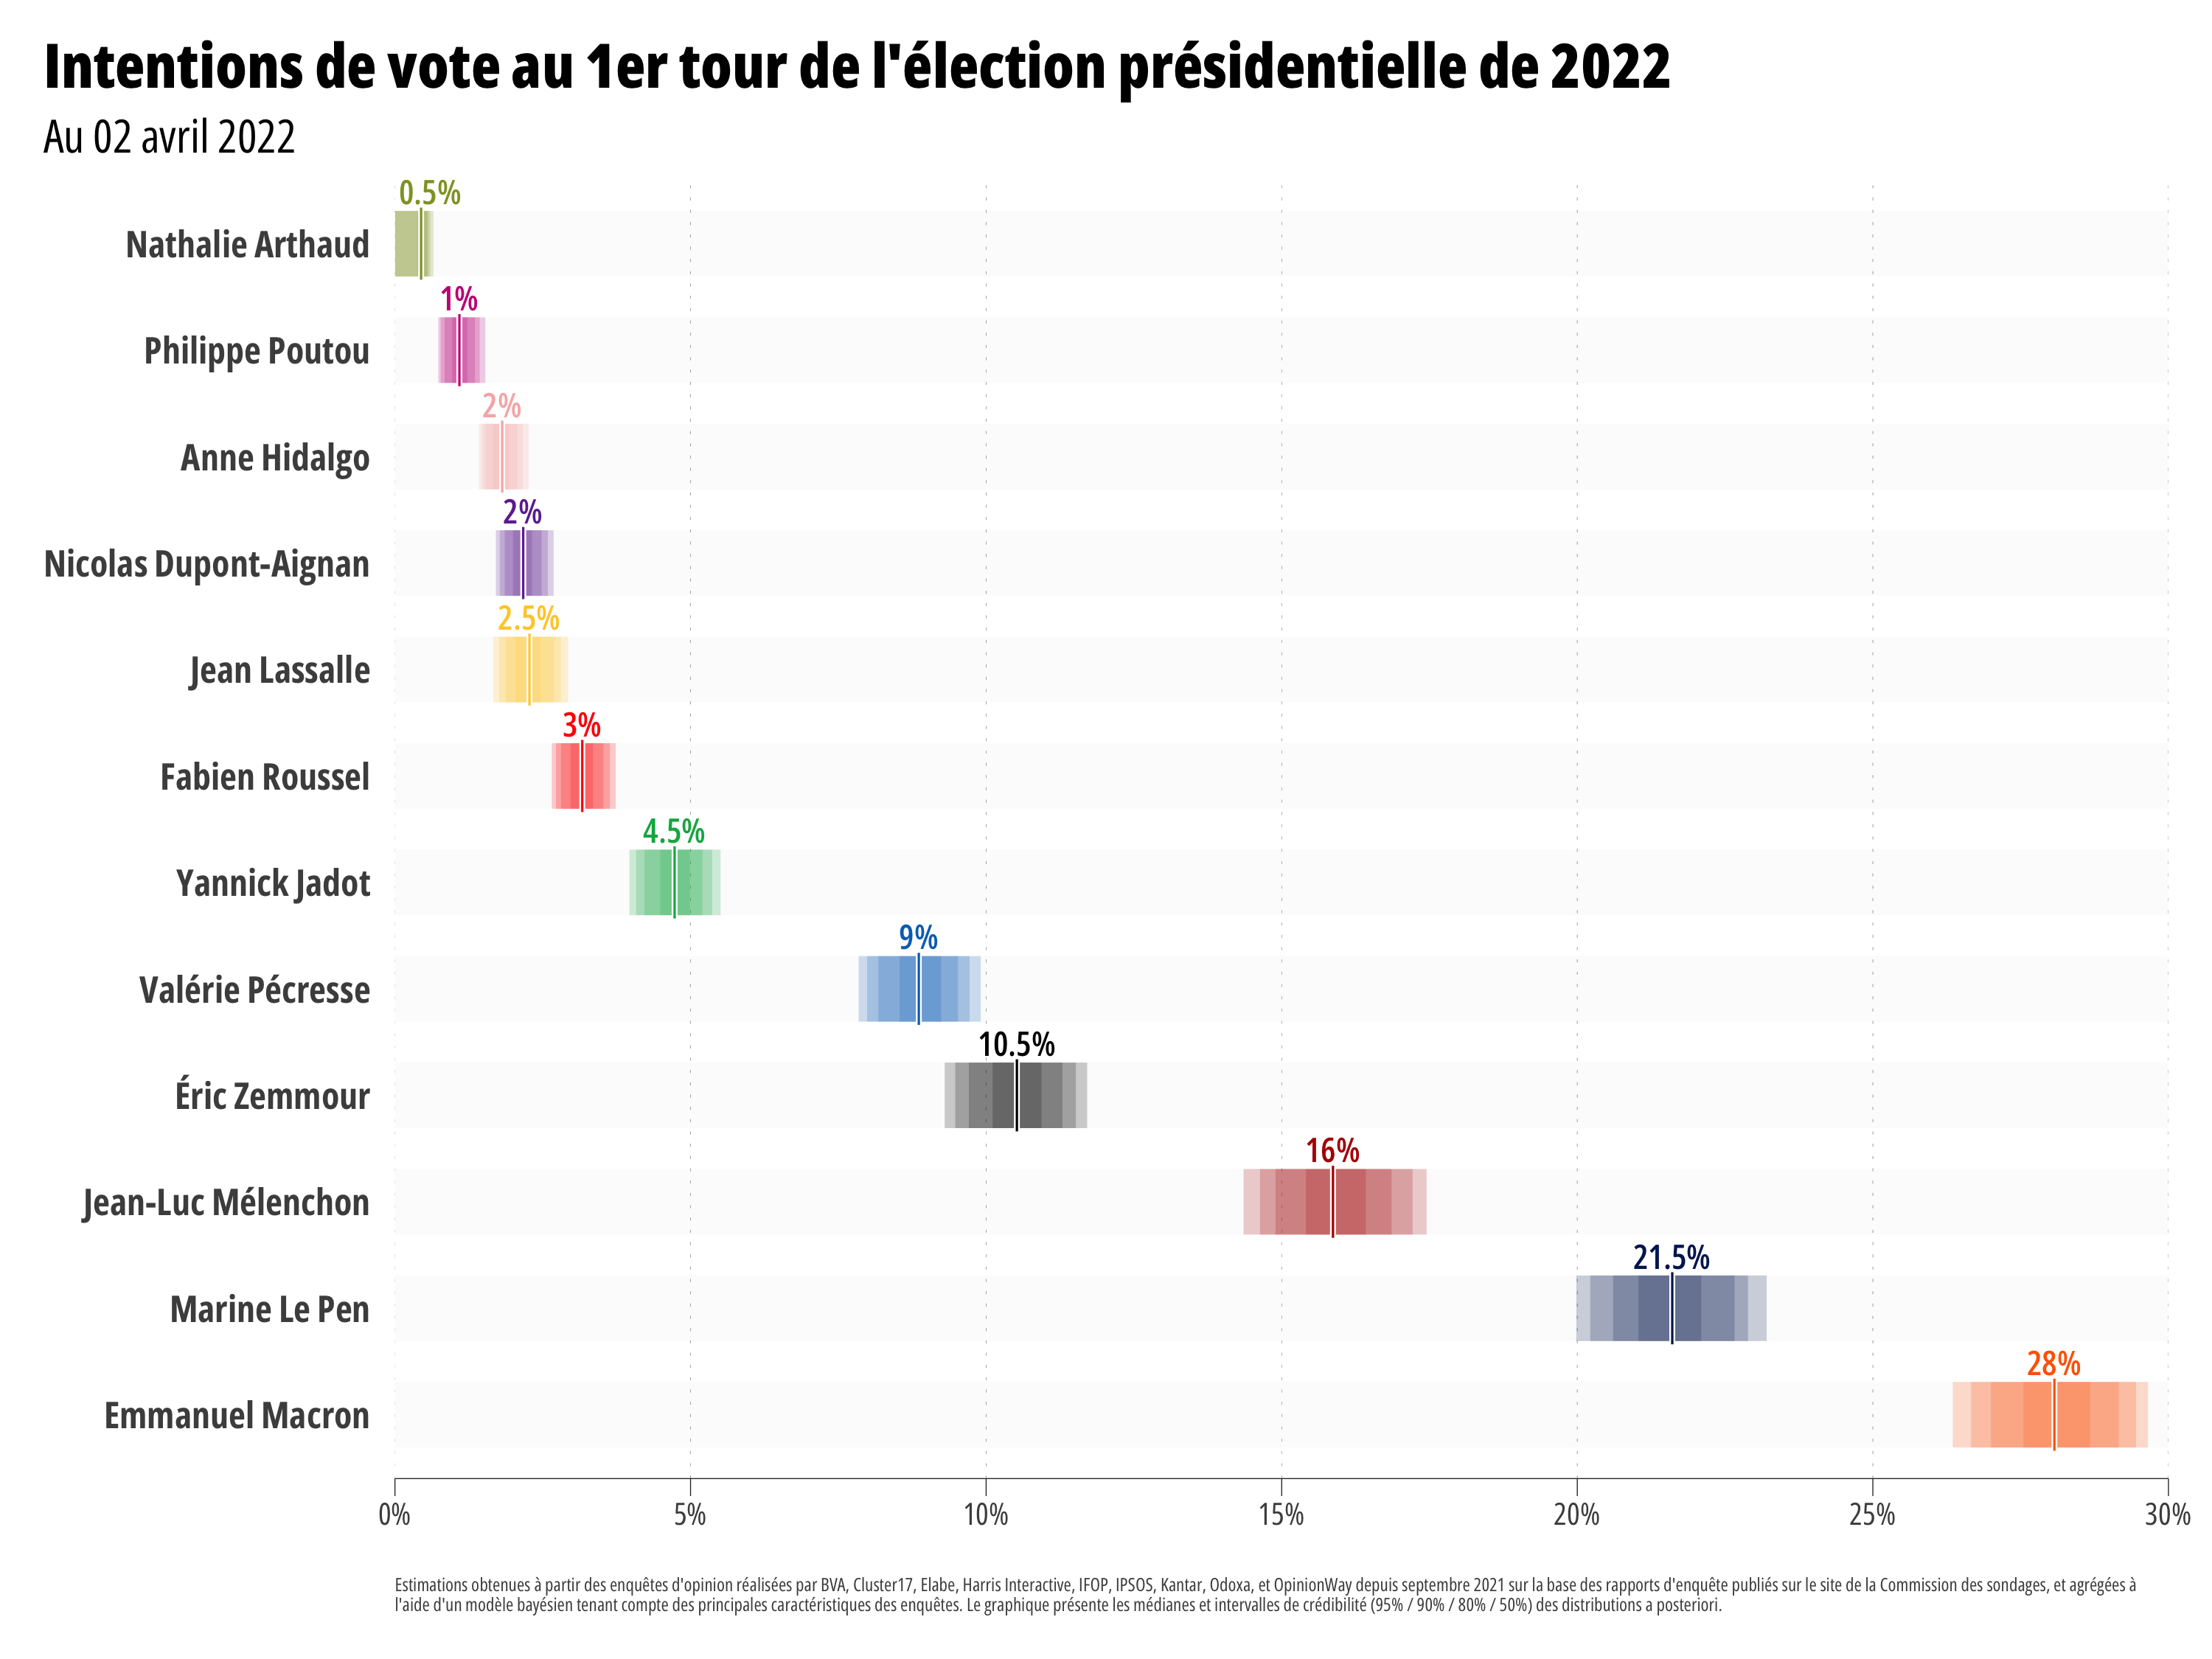 Intentions de vote au 1er tour de l'élection présidentielle de 2022
Au 02 avril 2022
0.5%
Nathalie Arthaud
1%
Philippe Poutou
2%
Anne Hidalgo
2%
Nicolas Dupont-Aignan
2.5%
Jean Lassalle
3%
Fabien Roussel
4.5%
Yannick Jadot
9%
Valérie Pécresse
10.5%
Éric Zemmour
16%
Jean-Luc Mélenchon
21.5%
Marine Le Pen
28%
Emmanuel Macron
0% 5% 10% 15% 20% 25% 30%
Estimations obtenues à partir des enquêtes d'opinion réalisées par BVA, Cluster17, Elabe, Harris Interactive, IFOP, IPSOS, Kantar, Odoxa, et OpinionWay depuis septembre 2021 sur la base des rapports d'enquête publiés sur le site de la Commission des sondages, et agrégées à
l'aide d'un modèle bayésien tenant compte des principales caractéristiques des enquêtes. Le graphique présente les médianes et intervalles de crédibilité (95% / 90% / 80% / 50%) des distributions a posteriori.